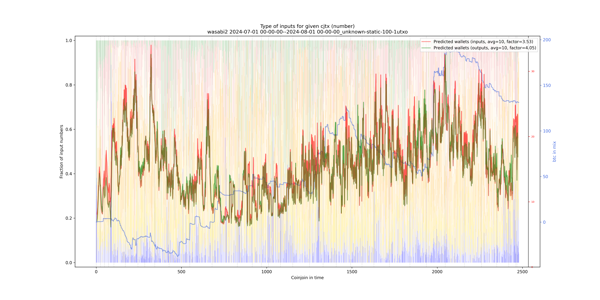 Type of inputs for given cjtx (number)
wasabi2 2024-07-01 00-00-00--2024-08-01 00-00-00_unknown-static-100-1utxo
Predicted wallets (inputs, avg=10, factor=3.53)
Predicted wallets (outputs, avg=10, factor=4.05)
Fraction of input numbers
1.0
0.8
0.6
0.4
0.2
0.0
0
500
1000
1500
2000
2500
Coinjoin in time
200
150
100
50
0
btc in mix